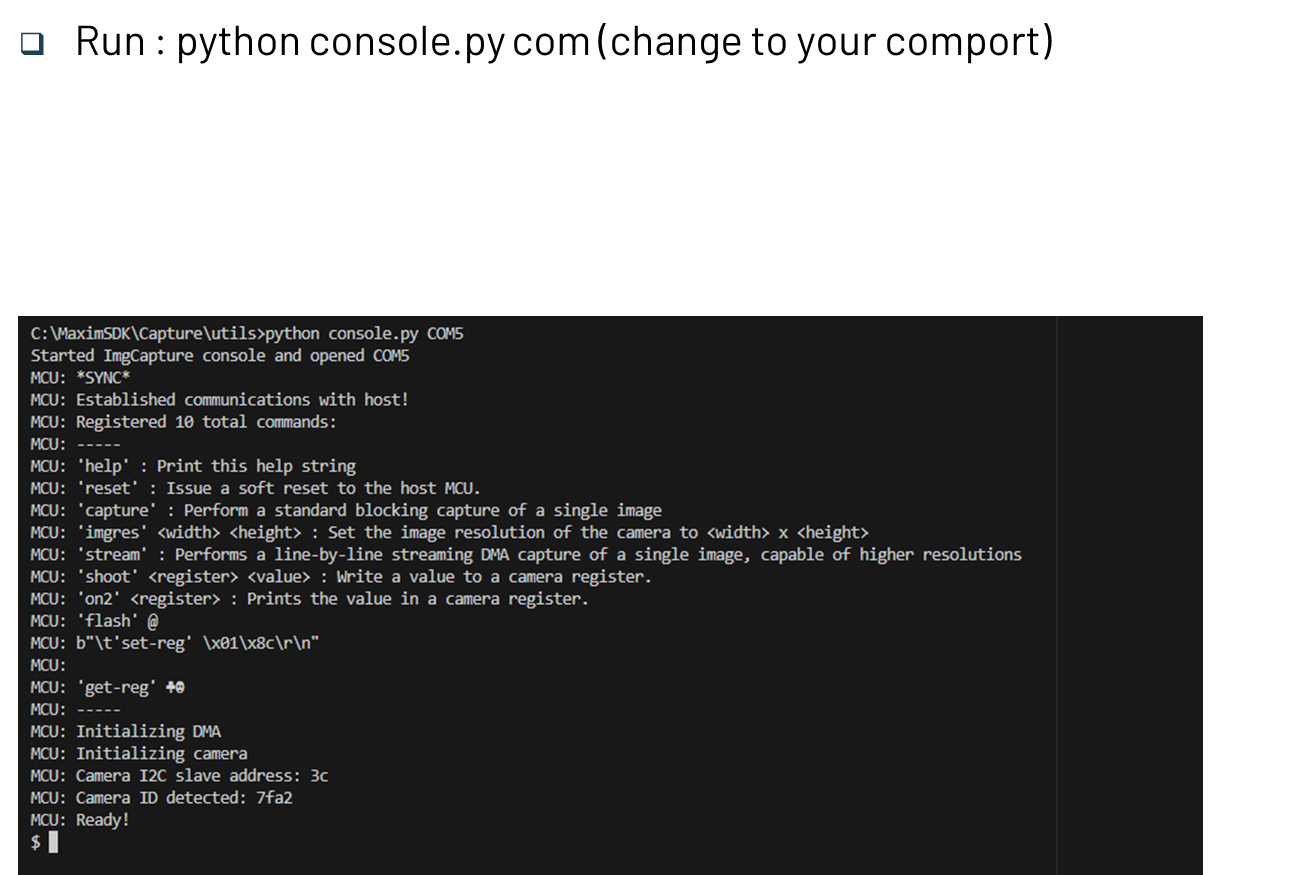 Run : python console.py com (change to your comport)
C:\MaximSDK\Capture\utils>python console.py COM5
Started ImgCapture console and opened COM5
MCU: *SYNC*
MCU: Established communications with host!
MCU: Registered 10 total commands:
MCU: -----
MCU: 'help' : Print this help string
MCU: 'reset' : Issue a soft reset to the host MCU.
MCU: 'capture' : Perform a standard blocking capture of a single image
MCU: 'imgres' <width> <height> : Set the image resolution of the camera to <width> x <height>
MCU: 'stream' : Performs a line-by-line streaming DMA capture of a single image, capable of higher resolutions
MCU: 'shoot' <register> <value> : Write a value to a camera register.
MCU: 'on2' <register> : Prints the value in a camera register.
MCU: 'flash' @
MCU: b"\t'set-reg' \x01\x8c\r\n"
MCU:
MCU: 'get-reg'
MCU: -----
MCU: Initializing DMA
MCU: Initializing camera
MCU: Camera I2C slave address: 3c
MCU: Camera ID detected: 7fa2
MCU: Ready!
$